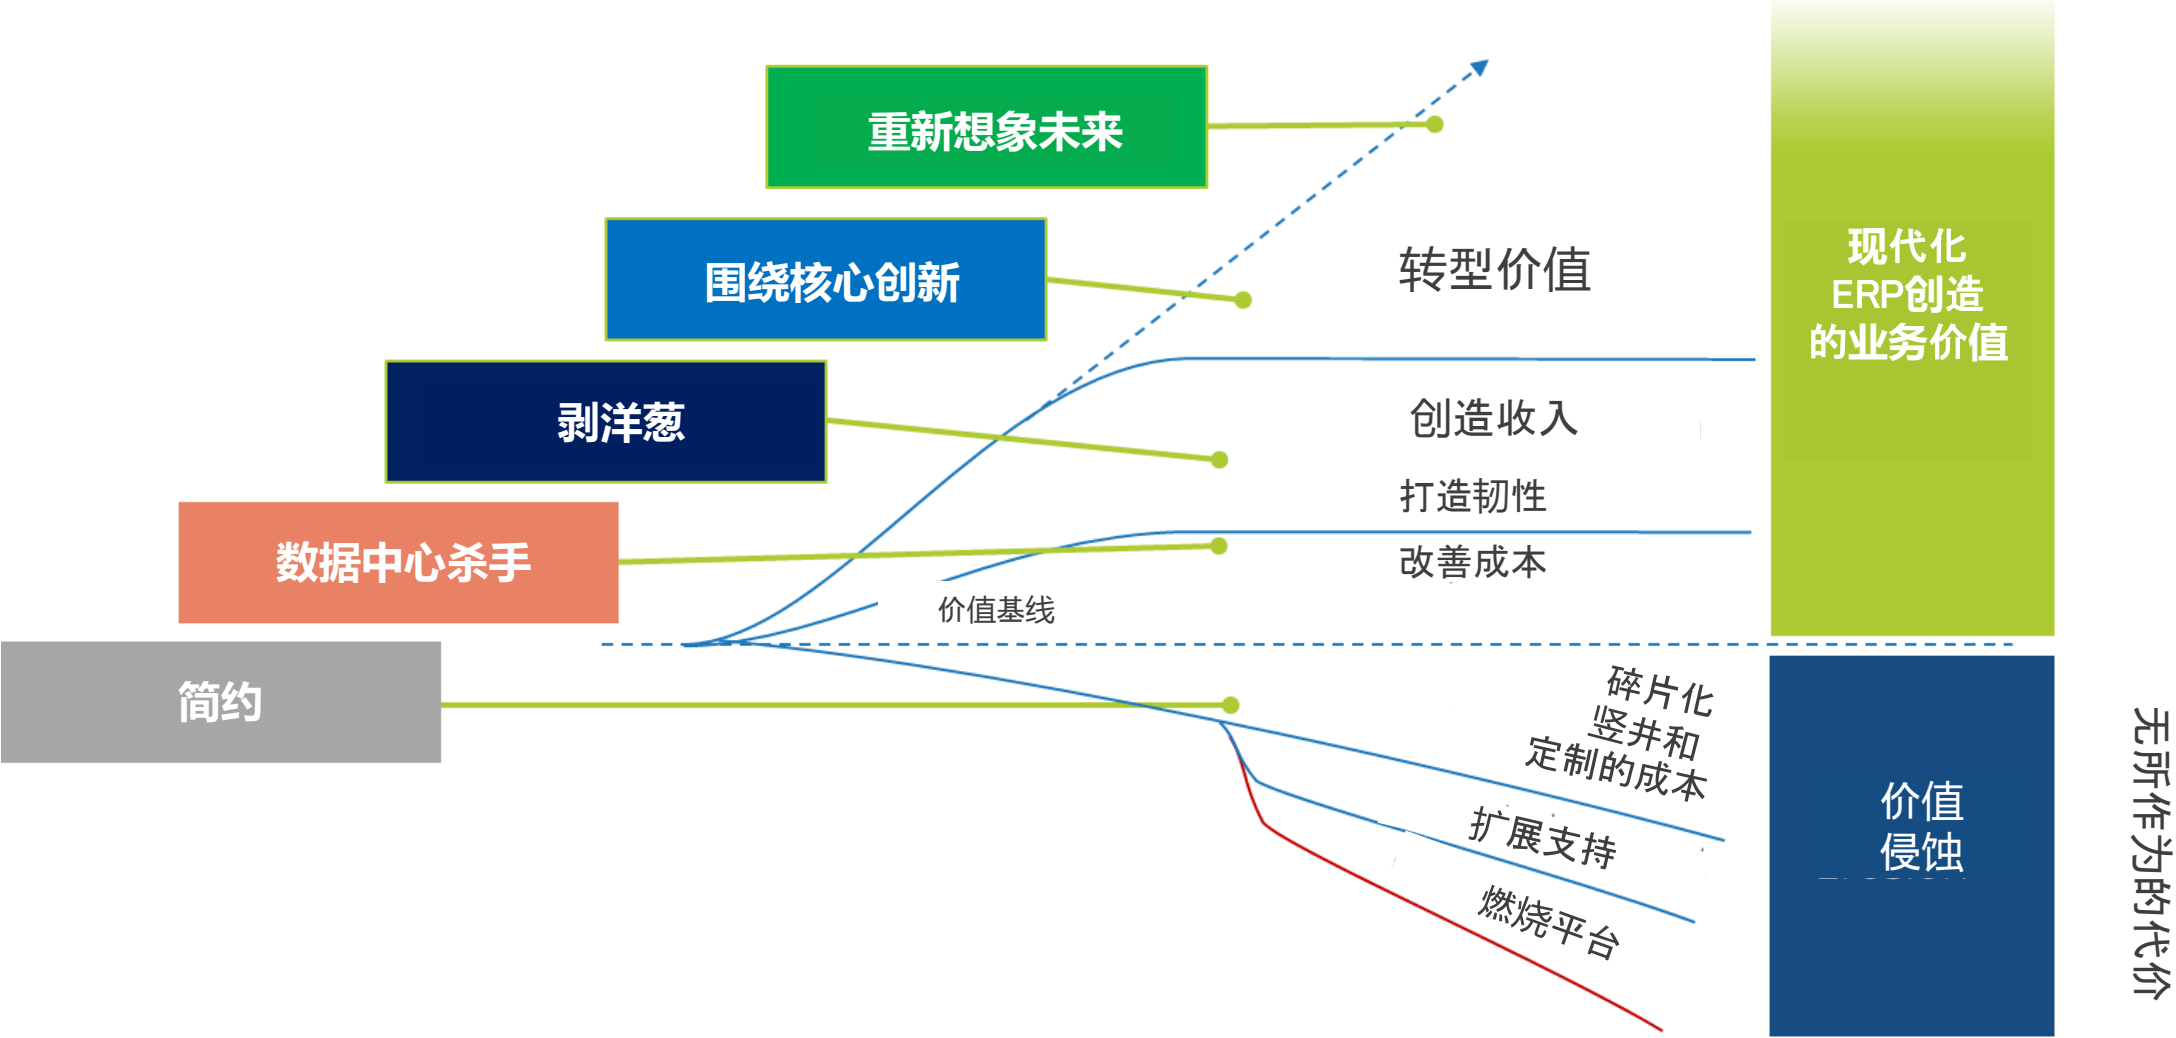 重新想象未来
围绕核心创新
剥洋葱
数据中心杀手
简约
转型价值
创造收入
打造韧性
改善成本
价值基线
碎片化
竖井和
定制的成本
扩展支持
燃烧平台
现代化
ERP创造
的业务价值
价值
侵蚀
无所作为的代价